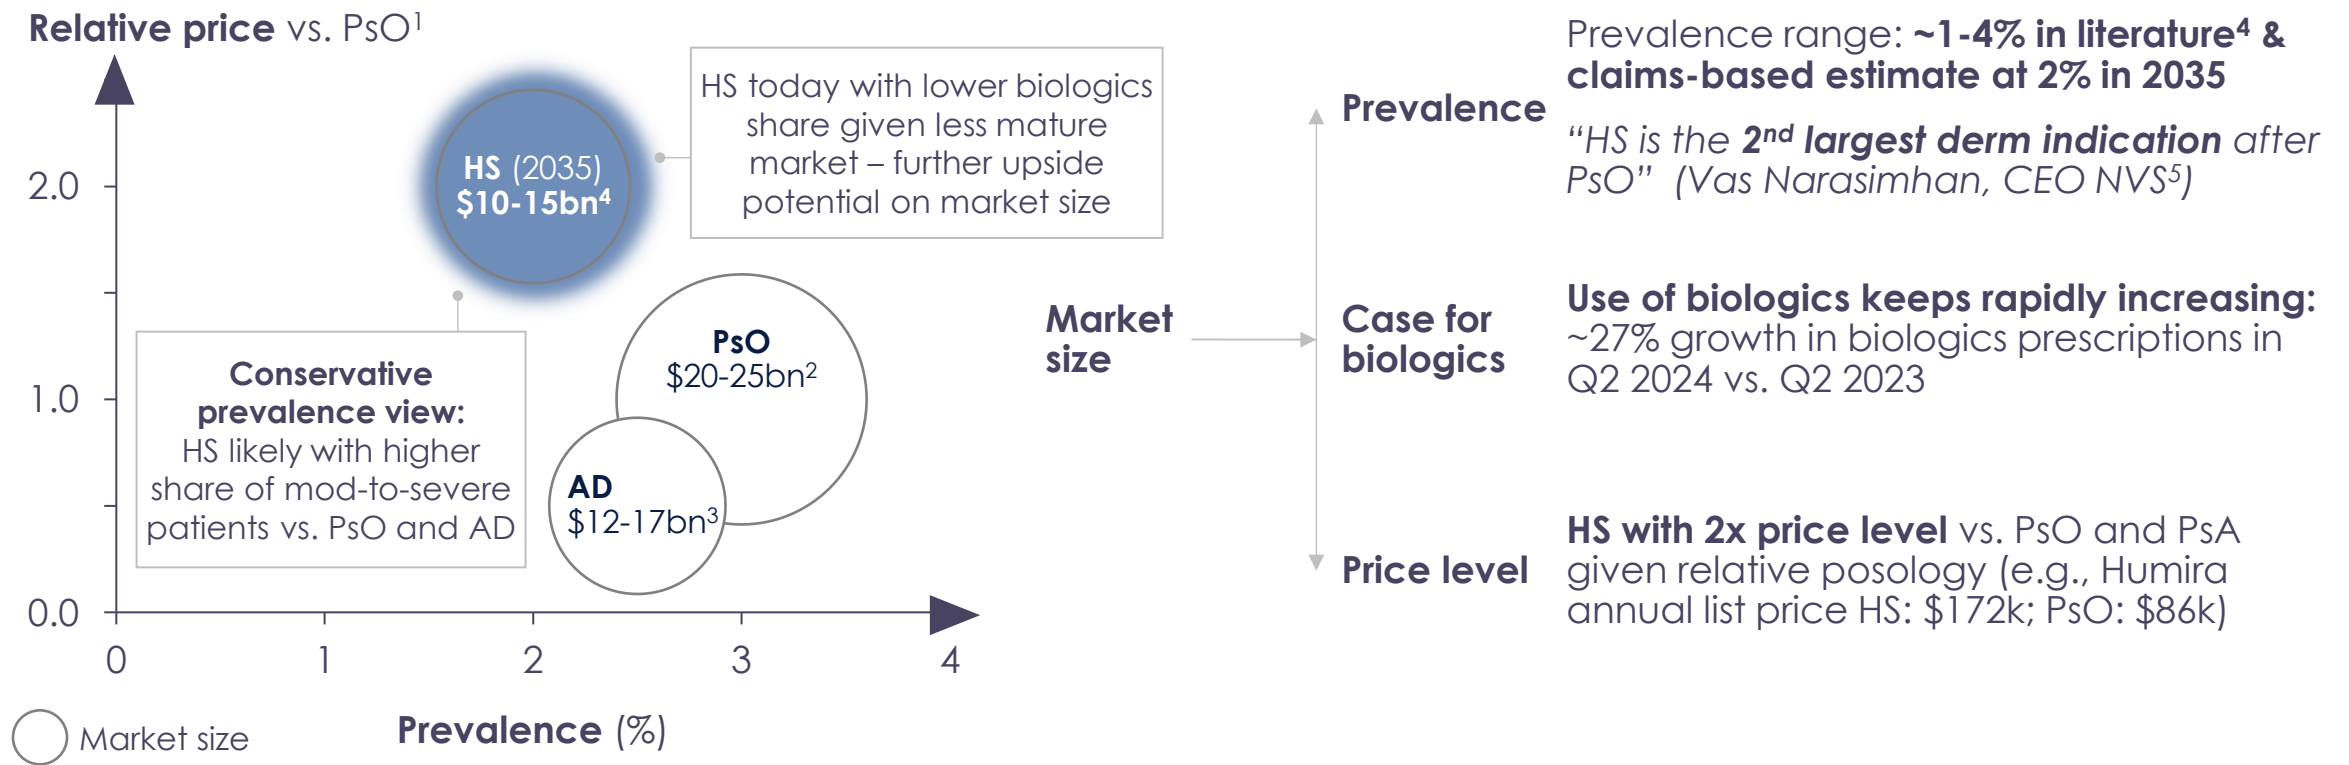 Relative price vs. PsO¹
2.0
1.0
0.0
0
1
2
3
4
Prevalence (%)
Market size
HS (2035)
$10-15bn⁴
HS today with lower biologics
share given less mature
market – further upside
potential on market size
Conservative
prevalence view:
HS likely with higher
share of mod-to-severe
patients vs. PsO and AD
PsO
$20-25bn²
AD
$12-17bn³
Market
size
Prevalence
Prevalence range: ~1-4% in literature⁴ &
claims-based estimate at 2% in 2035
“HS is the 2nd largest derm indication after
PsO” (Vas Narasimhan, CEO NVS⁵)
Case for
biologics
Use of biologics keeps rapidly increasing:
~27% growth in biologics prescriptions in
Q2 2024 vs. Q2 2023
Price level
HS with 2x price level vs. PsO and PsA
given relative posology (e.g., Humira
annual list price HS: $172k; PsO: $86k)